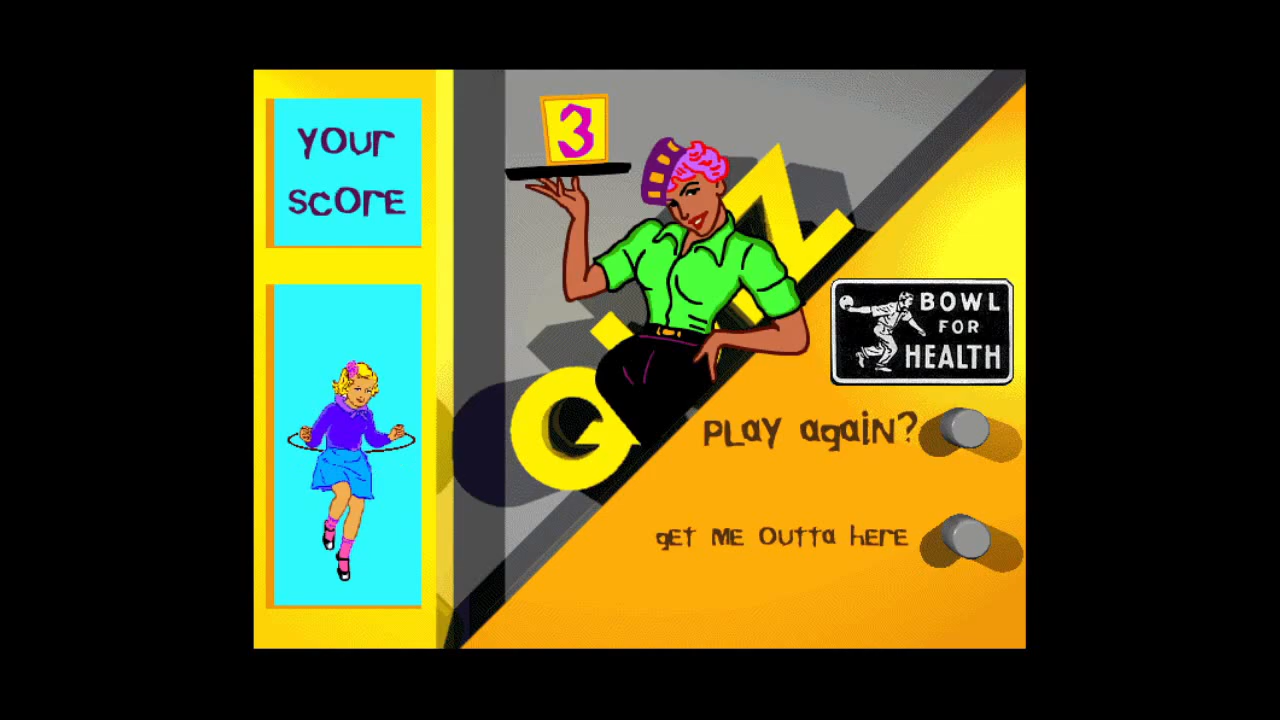 YOUR
SCORE
3
QUIZ
BOWL
FOR
HEALTH
PLAY agaiN?
gET ME OUTTa hERE